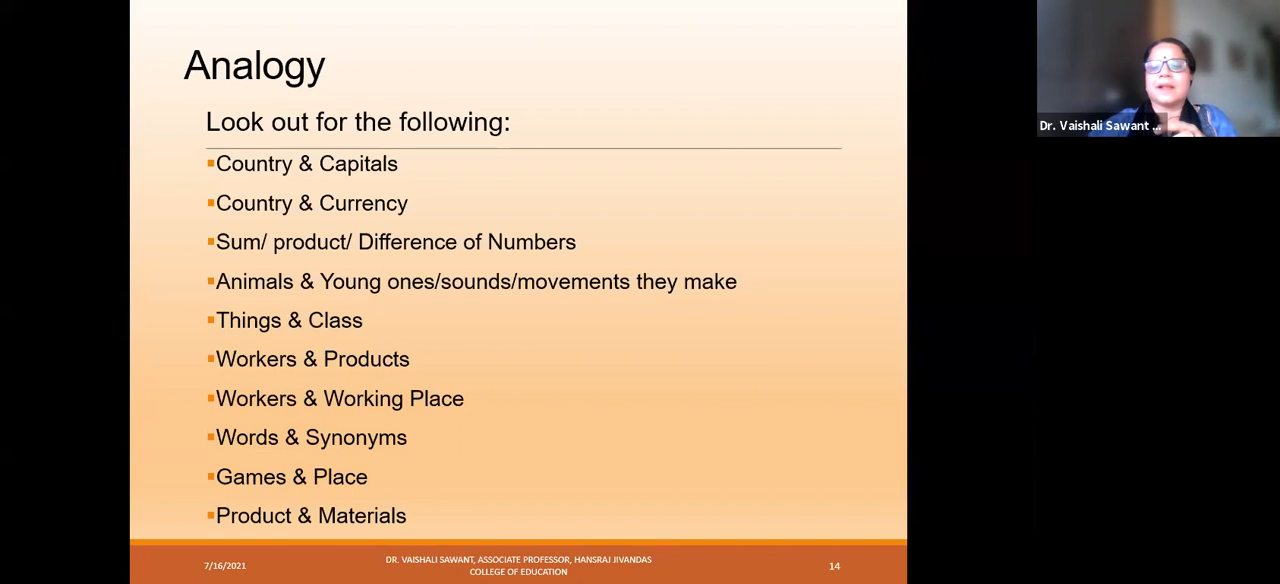 Analogy
Look out for the following:
Country & Capitals
Country & Currency
Sum/ product/ Difference of Numbers
Animals & Young ones/sounds/movements they make
Things & Class
Workers & Products
Workers & Working Place
Words & Synonyms
Games & Place
Product & Materials
7/16/2021
DR. VAISHALI SAWANT, ASSOCIATE PROFESSOR, HANSRAJ JIVANDAS
COLLEGE OF EDUCATION
14
Dr. Vaishali Sawant ...